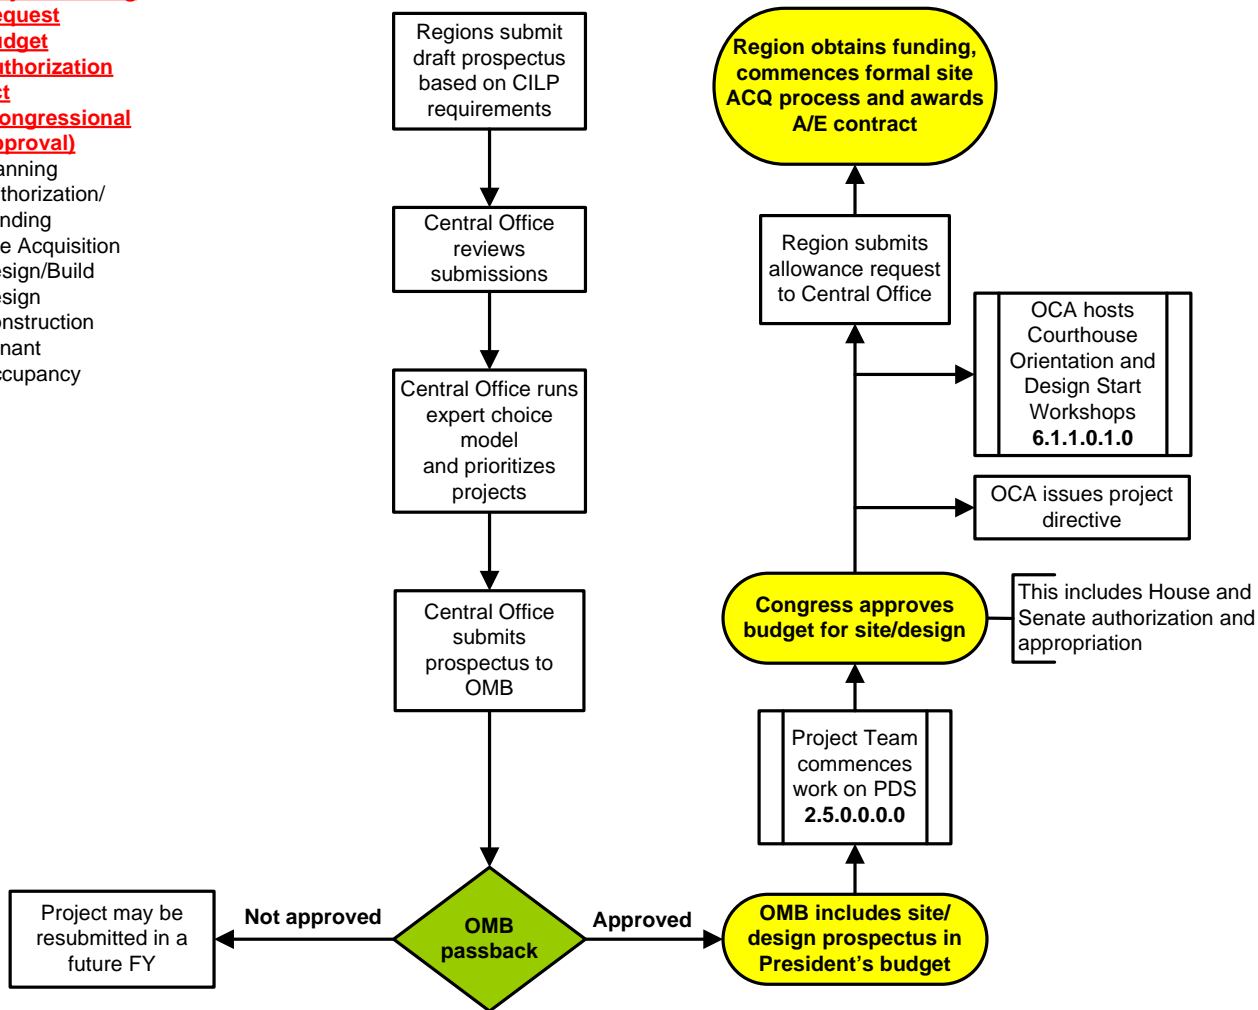 equest
udget
uthorization
ct
ongressional
pproval)
anning
thorization/
nding
e Acquisition
esign/Build
esign
onstruction
nant
ccupancy
Regions submit
draft prospectus
based on CILP
requirements
Central Office
reviews
submissions
Central Office runs
expert choice
model
and prioritizes
projects
Central Office
submits
prospectus to
OMB
OMB
passback
Not approved
Project may be
resubmitted in a
future FY
Approved
OMB includes site/
design prospectus in
President's budget
Project Team
commences
work on PDS
2.5.0.0.0.0
Congress approves
budget for site/design
This includes House and
Senate authorization and
appropriation
OCA issues project
directive
OCA hosts
Courthouse
Orientation and
Design Start
Workshops
6.1.1.0.1.0
Region submits
allowance request
to Central Office
Region obtains funding,
commences formal site
ACQ process and awards
A/E contract